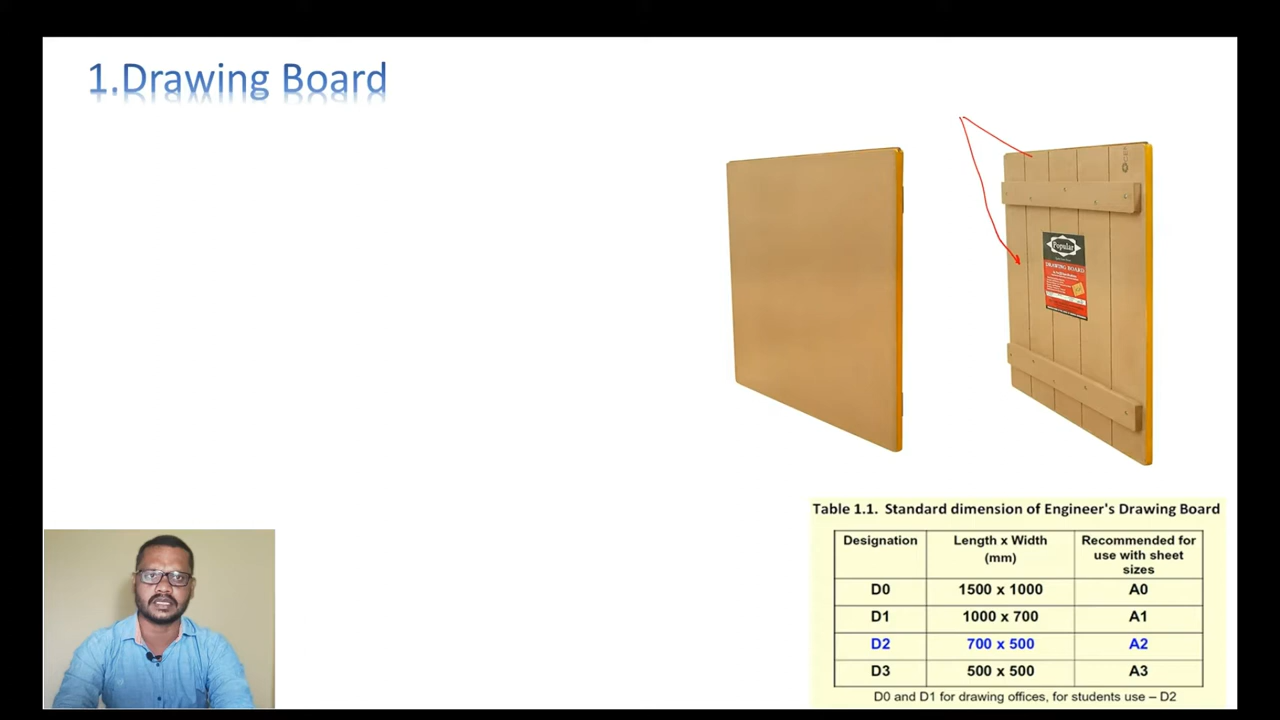 1.Drawing Board
Popular
DRAWING BOARD
Table 1.1. Standard dimension of Engineer's Drawing Board
Designation Length x Width (mm) Recommended for use with sheet sizes
D0 1500 x 1000 A0
D1 1000 x 700 A1
D2 700 x 500 A2
D3 500 x 500 A3
D0 and D1 for drawing offices, for students use – D2